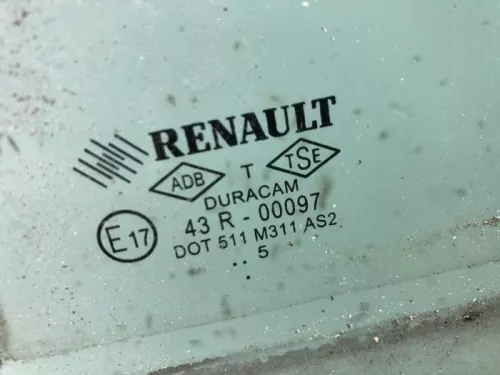 RENAULT
ADB T TSE
DURACAM
E17 43 R - 00097
DOT 511 M311 AS2
.. 5
.